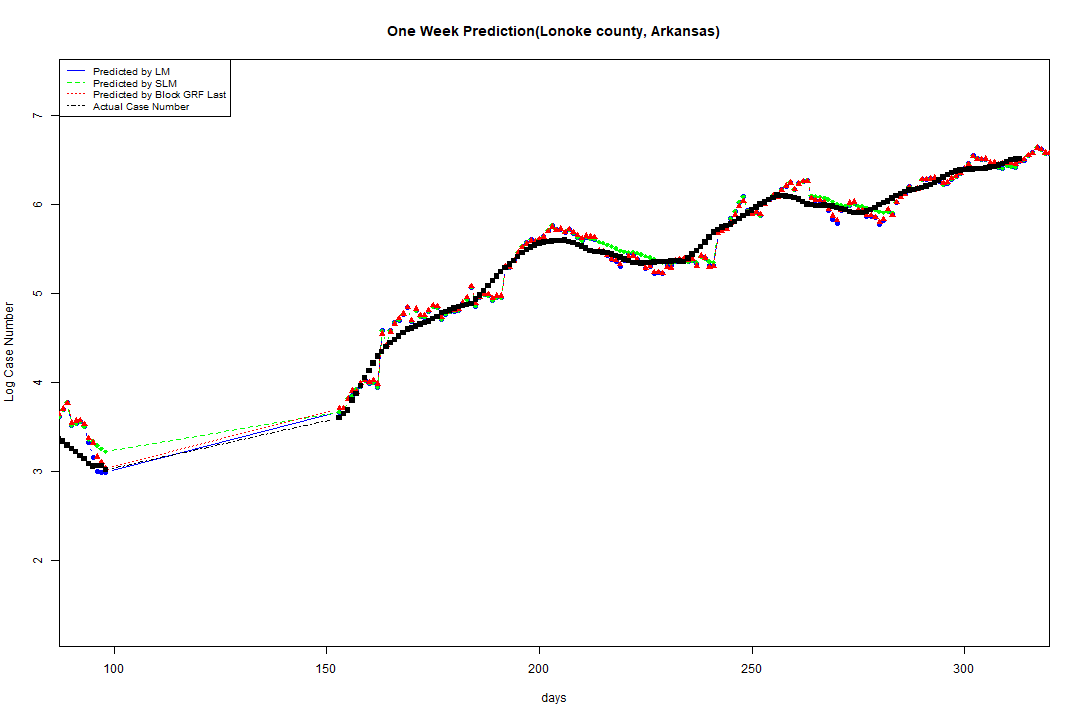 One Week Prediction(Lonoke county, Arkansas)
Predicted by LM
Predicted by SLM
Predicted by Block GRF Last
Actual Case Number
7
6
5
4
3
2
Log Case Number
100 150 200 250 300
days